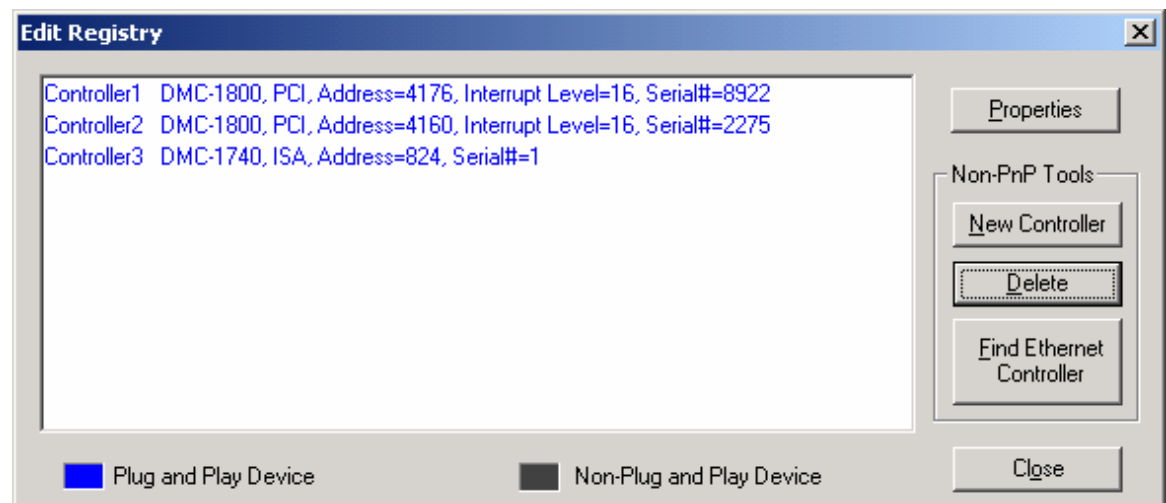 Edit Registry
Controller1 DMC-1800, PCI, Address=4176, Interrupt Level=16, Serial#=8922
Controller2 DMC-1800, PCI, Address=4160, Interrupt Level=16, Serial#=2275
Controller3 DMC-1740, ISA, Address=824, Serial#=1
Properties
Non-PnP Tools
New Controller
Delete
Find Ethernet
Controller
Plug and Play Device
Non-Plug and Play Device
Close